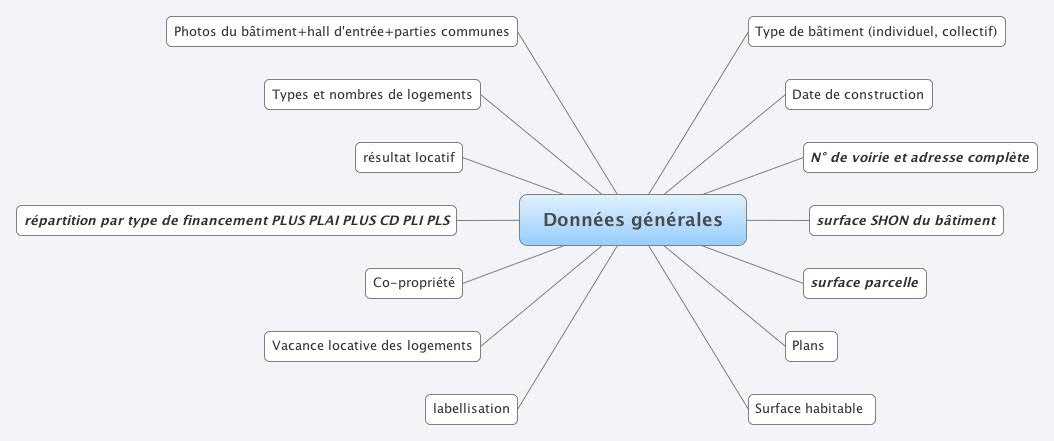 Photos du bâtiment+hall d'entrée+parties communes
Type de bâtiment (individuel, collectif)
Types et nombres de logements
Date de construction
résultat locatif
N° de voirie et adresse complète
répartition par type de financement PLUS PLAI PLUS CD PLI PLS
Données générales
surface SHON du bâtiment
Co-propriété
surface parcelle
Vacance locative des logements
Plans
labellisation
Surface habitable